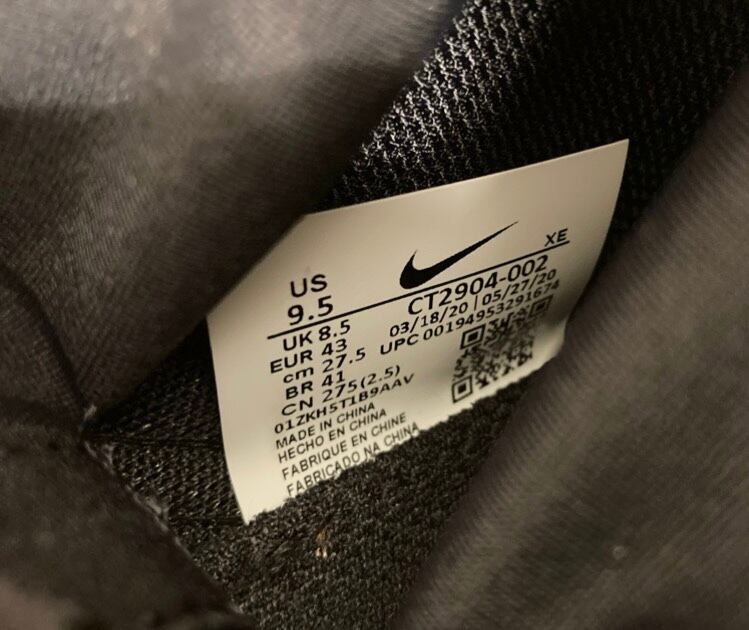 XE
US
9.5
CT2904-002
UK 8.5
03/18/20 | 05/27/20
EUR 43
UPC 00194953291674
cm 27.5
BR 41
CN 275(2.5)
01ZKH5T1B9AAV
MADE IN CHINA
HECHO EN CHINA
FABRIQUE EN CHINE
FABRICADO NA CHINA